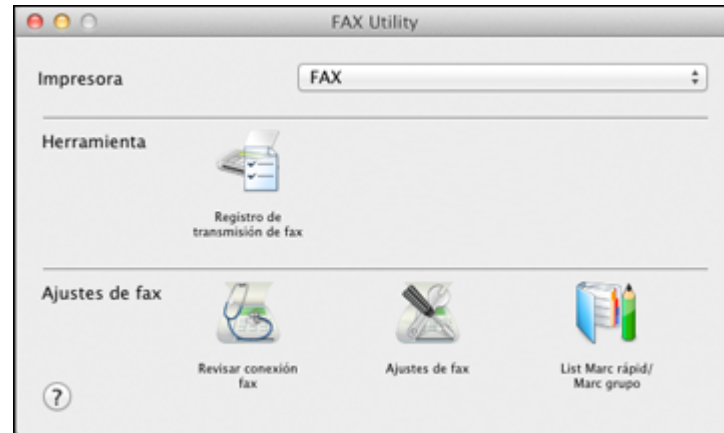 FAX Utility
Impresora
FAX
Herramienta
Registro de
transmisión de fax
Ajustes de fax
Revisar conexión
fax
Ajustes de fax
List Marc rápid/
Marc grupo
?